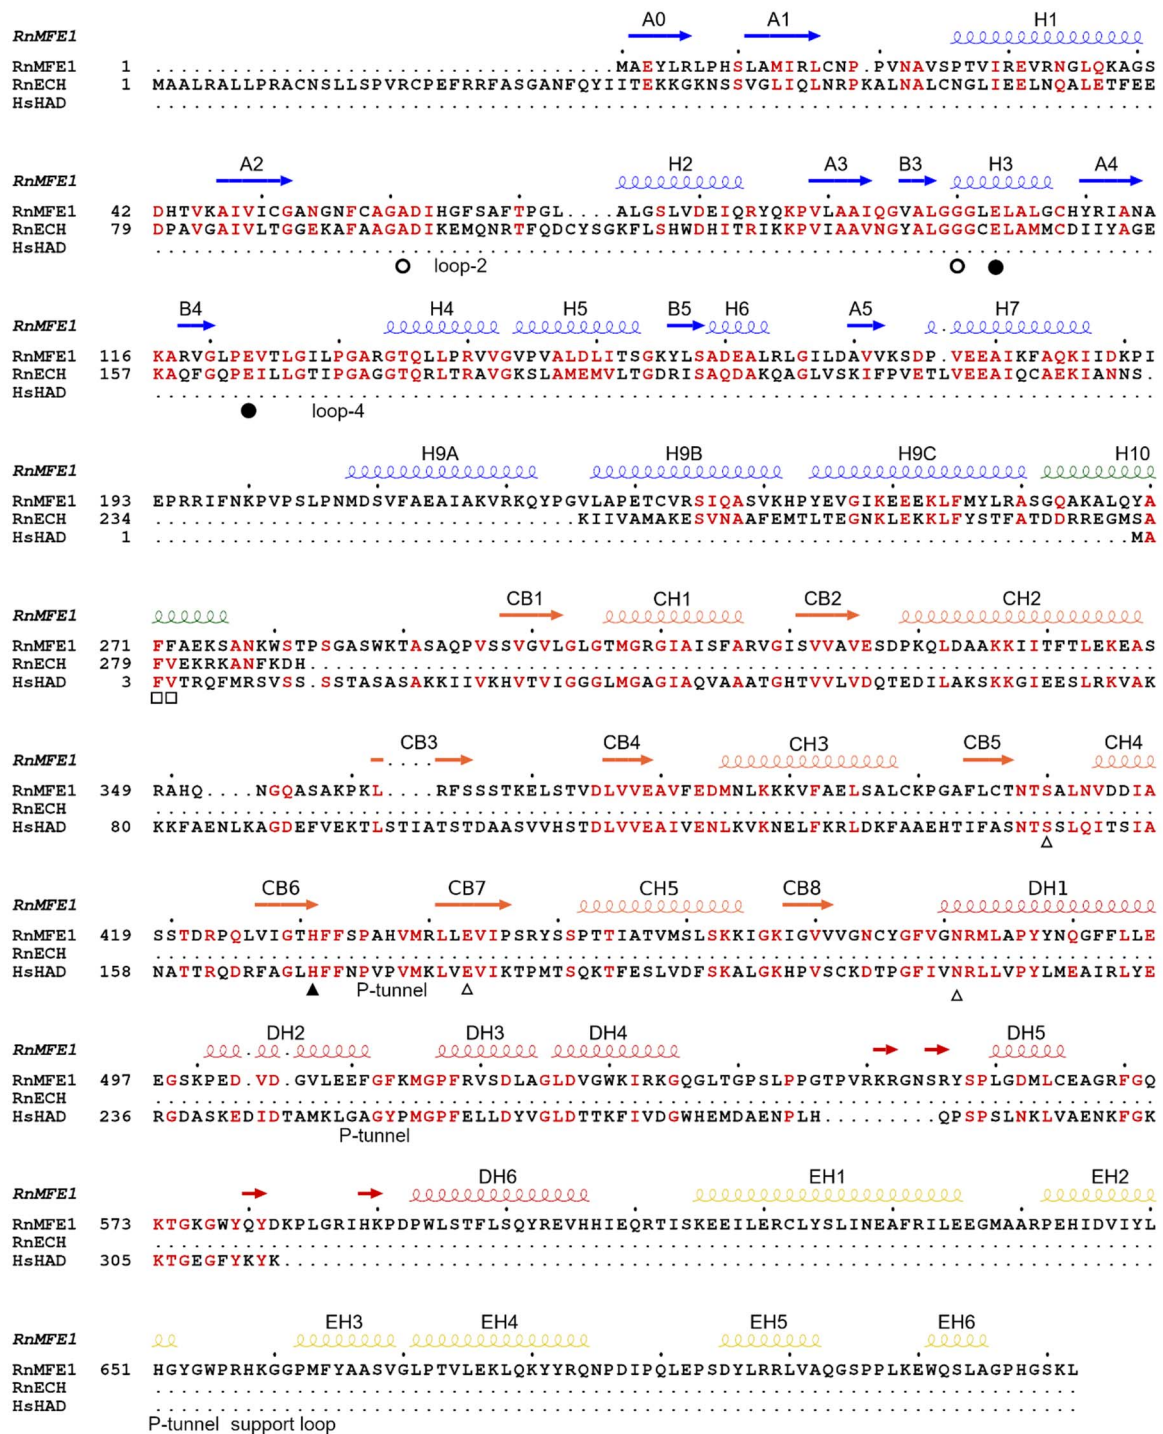 A0 A1 H1
RnMFE1
RnMFE1 1 ......................................MAEYLRLPHSLAMIRLCNP.PVNAVSPTVIREVRNGLQKAGS
RnECH 1 MAALRALLPRACNSLLSPVRCPEFRRFASGANFQYIITEKKGKNSSVGLIQLNRPKALNALCNGLIEELNQALETFEE
HsHAD ..............................................................................
A2 H2 A3 B3 H3 A4
RnMFE1
RnMFE1 42 DHTVKAIVICGANGNFCAGADIHGFSAFTPGL....ALGSLVDEIQRYQKPVLAAIQGVALGGGLELALGCHYRIANA
RnECH 79 DPAVGAIVLTGGEKAFAAGADIKEMQNRTFQDCYSGKFLSHWDHITRIKKPVIAAVNGYALGGGCELAMMCDIIYAGE
HsHAD ..............................................................................
loop-2
B4 H4 H5 B5 H6 A5 H7
RnMFE1
RnMFE1 116 KARVGLPEVTLGILPGARGTQLLPRVVGVPVALDLITSGKYLSADEALRLGILDAVVKSDP.VEEAIKFAQKIIDKPI
RnECH 157 KAQFGQPEILLGTIPGAGGTQRLTRAVGKSLAMEMVLTGDRISAQDAKQAGLVSKIFPVETLVEEAIQCAEKIANNS.
HsHAD ..............................................................................
loop-4
H9A H9B H9C H10
RnMFE1
RnMFE1 193 EPRRIFNKPVPSLPNMDSVFAEAIAKVRKQYPGVLAPETCVRSIQASVKHPYEVGIKEEEKLFMYLRASGQAKALQYA
RnECH 234 .................................KIIVAMAKESVNAAFEMTLTEGNKLEKKLFYSTFATDDRREGMSA
HsHAD 1 ............................................................................MA
CB1 CH1 CB2 CH2
RnMFE1
RnMFE1 271 FFAEKSANKWSTPSGASWKTASAQPVSSVGVLGLGTMGRGIAISFARVGISVVAVESDPKQLDAAKKIITFTLEKEAS
RnECH 279 FVEKRKANFKDH..................................................................
HsHAD 3 FVTRQFMRSVSS.SSTASASAKKIIVKHVTVIGGGLMGAGIAQVAAATGHTVVLVDQTEDILAKSKKGIEESLRKVAK
CB3 CB4 CH3 CB5 CH4
RnMFE1
RnMFE1 349 RAHQ....NGQASAKPKL....RFSSSTKELSTVDLVVEAVFEDMNLKKKVFAELSALCKPGAFLCTNTSALNVDDIA
RnECH ..............................................................................
HsHAD 80 KKFAENLKAGDEFVEKTLSTIATSTDAASVVHSTDLVVEAIVENLKVKNELFKRLDKFAAEHTIFASNTSSLQITSIA
CB6 CB7 CH5 CB8 DH1
RnMFE1
RnMFE1 419 SSTDRPQLVIGTHFFSPAHVMRLLEVIPSRYSSPTTIATVMSLSKKIGKIGVVVGNCYGFVGNRMLAPYYNQGFFLLE
RnECH ..............................................................................
HsHAD 158 NATTRQDRFAGLHFFNPVPVMKLVEVIKTPMTSQKTFESLVDFSKALGKHPVSCKDTPGFIVNRLLVPYLMEAIRLYE
P-tunnel
DH2 DH3 DH4 DH5
RnMFE1
RnMFE1 497 EGSKPED.VD.GVLEEFGFKMGPFRVSDLAGLDVGWKIRKGQGLTGPSLPPGTPVRKRGNSRYSPLGDMLCEAGRFGQ
RnECH ..............................................................................
HsHAD 236 RGDASKEDIDTAMKLGAGYPMGPFELLDYVGLDTTKFIVDGWHEMDAENPLH.........QPSPSLNKLVAENKFGK
P-tunnel
DH6 EH1 EH2
RnMFE1
RnMFE1 573 KTGKGWYQYDKPLGRIHKPDPWLSTFLSQYREVHHIEQRTISKEEILERCLYSLINEAFRILEEGMAARPEHIDVIYL
RnECH ..............................................................................
HsHAD 305 KTGEGFYKYK....................................................................
EH3 EH4 EH5 EH6
RnMFE1
RnMFE1 651 HGYGWPRHKGGPMFYAASVGLPTVLEKLQKYYRQNPDIPQLEPSDYLRRLVAQGSPPLKEWQSLAGPHGSKL
RnECH ........................................................................
HsHAD ........................................................................
P-tunnel support loop